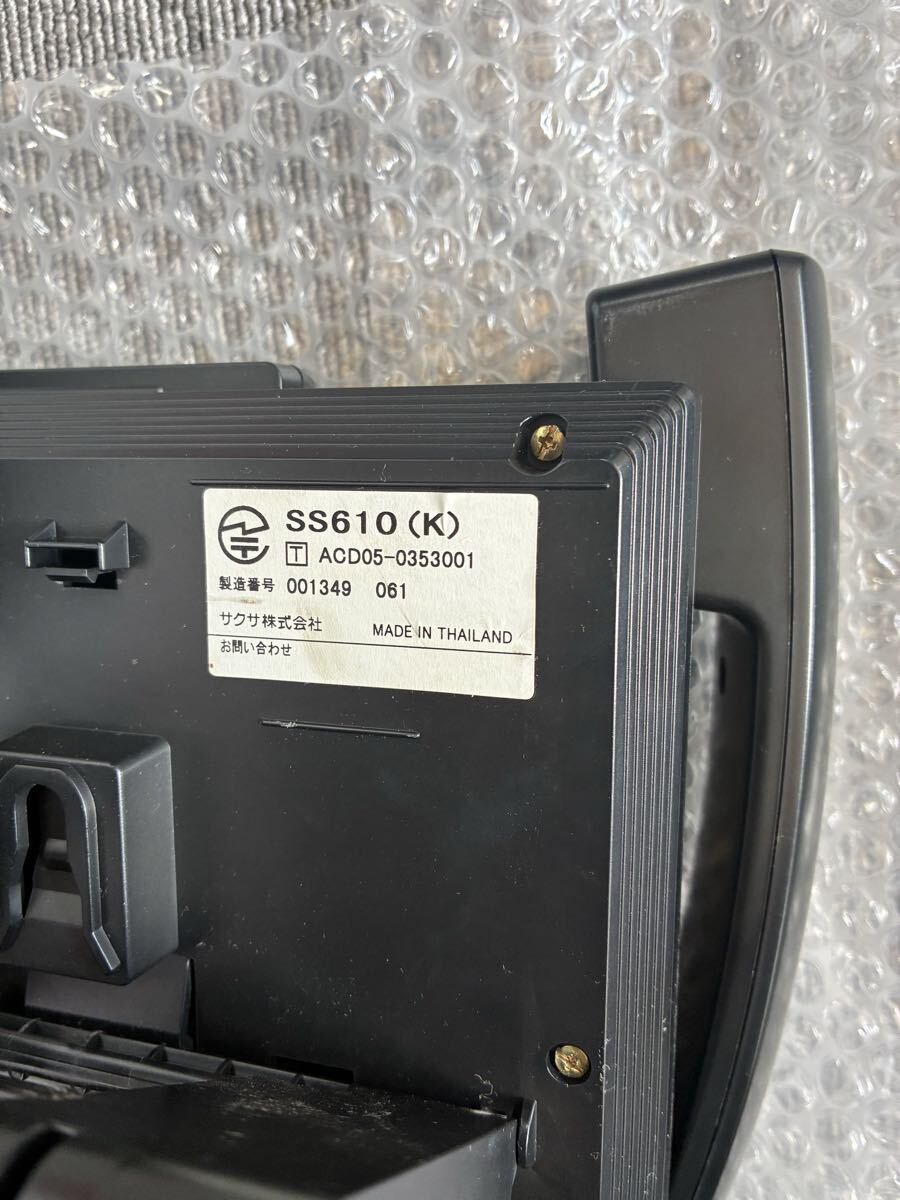 SS610 (K)
T ACD05-0353001
製造番号 001349 061
サクサ株式会社 MADE IN THAILAND
お問い合わせ